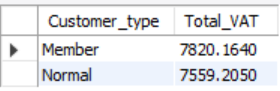 Customer_type Total_VAT
Member 7820.1640
Normal 7559.2050